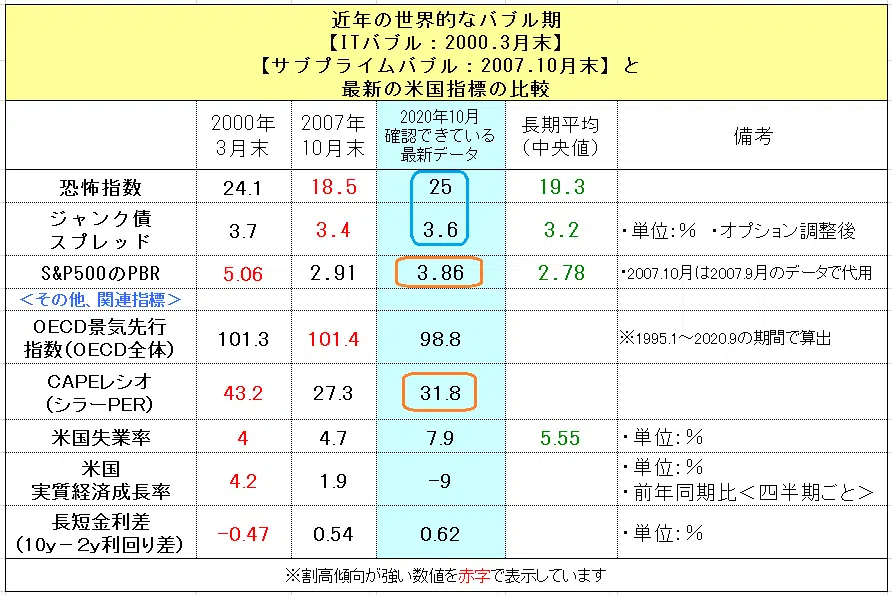 近年の世界的なバブル期
【ITバブル：2000.3月末】
【サブプライムバブル：2007.10月末】と
最新の米国指標の比較
2000年
3月末
2007年
10月末
2020年10月
確認できている
最新データ
長期平均
（中央値）
備考
恐怖指数 24.1 18.5 25 19.3
ジャンク債
スプレッド 3.7 3.4 3.6 3.2 ・単位：％ ・オプション調整後
S&P500のPBR 5.06 2.91 3.86 2.78 ・2007.10月は2007.9月のデータで代用
＜その他、関連指標＞
OECD景気先行
指数(OECD全体) 101.3 101.4 98.8 ※1995.1～2020.9の期間で算出
CAPEレシオ
（シラーPER） 43.2 27.3 31.8
米国失業率 4 4.7 7.9 5.55 ・単位：％
米国
実質経済成長率 4.2 1.9 −9 ・単位：％
・前年同期比＜四半期ごと＞
長短金利差
（10y－2y利回り差） −0.47 0.54 0.62 ・単位：％
※割高傾向が強い数値を赤字で表示しています